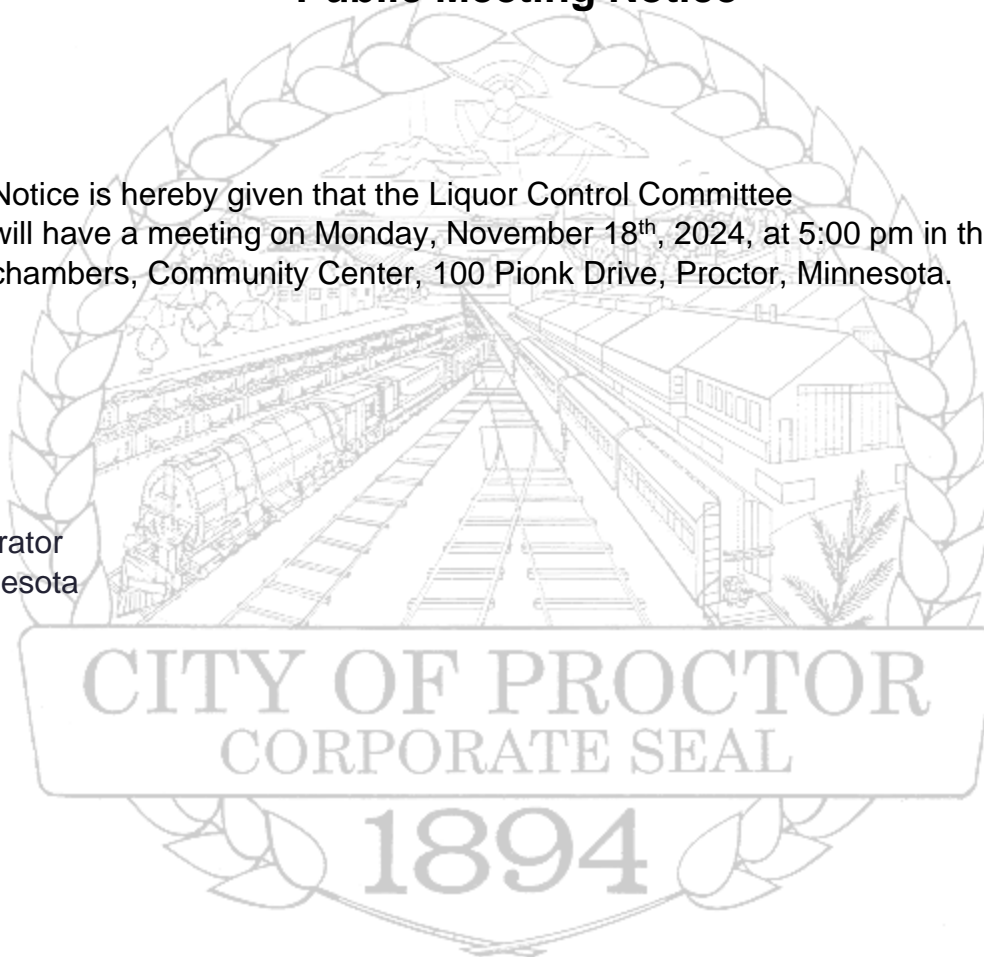 Public Meeting Notice
Notice is hereby given that the Liquor Control Committee
will have a meeting on Monday, November 18th, 2024, at 5:00 pm in th
chambers, Community Center, 100 Pionk Drive, Proctor, Minnesota.
rator
esota
CITY OF PROCTOR
CORPORATE SEAL
1894